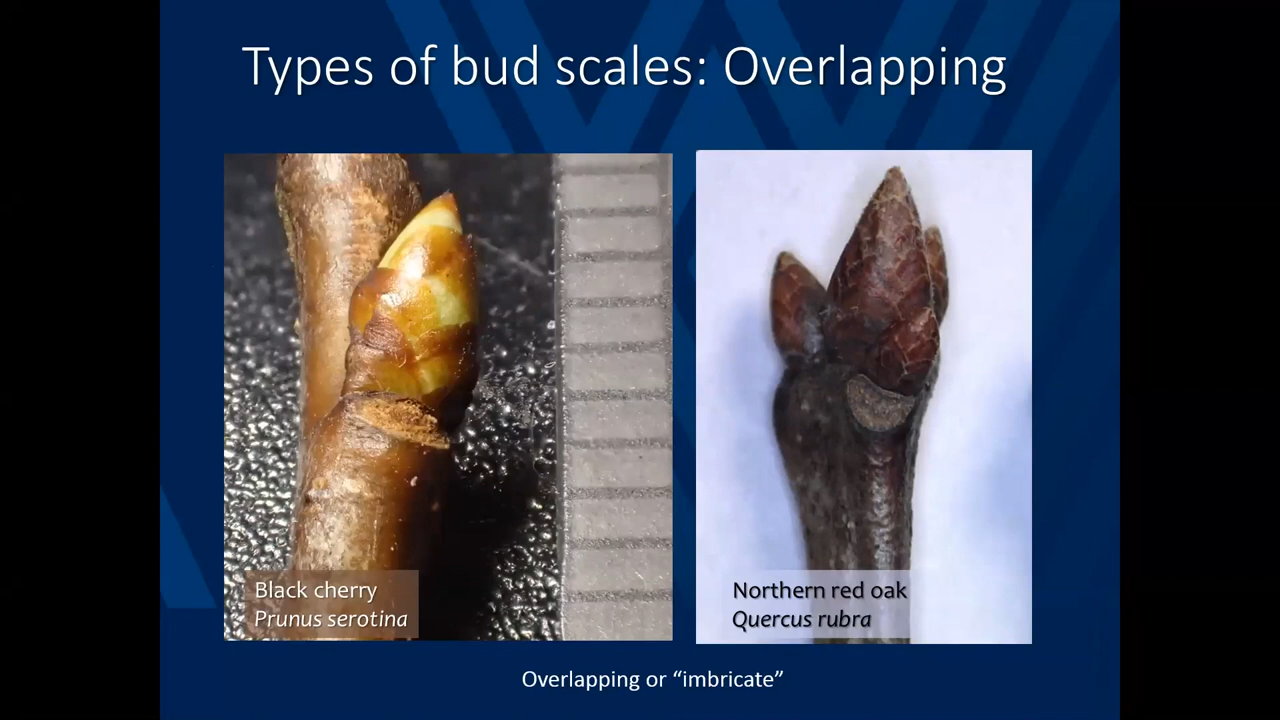 Types of bud scales: Overlapping
Black cherry
Prunus serotina
Northern red oak
Quercus rubra
Overlapping or “imbricate”